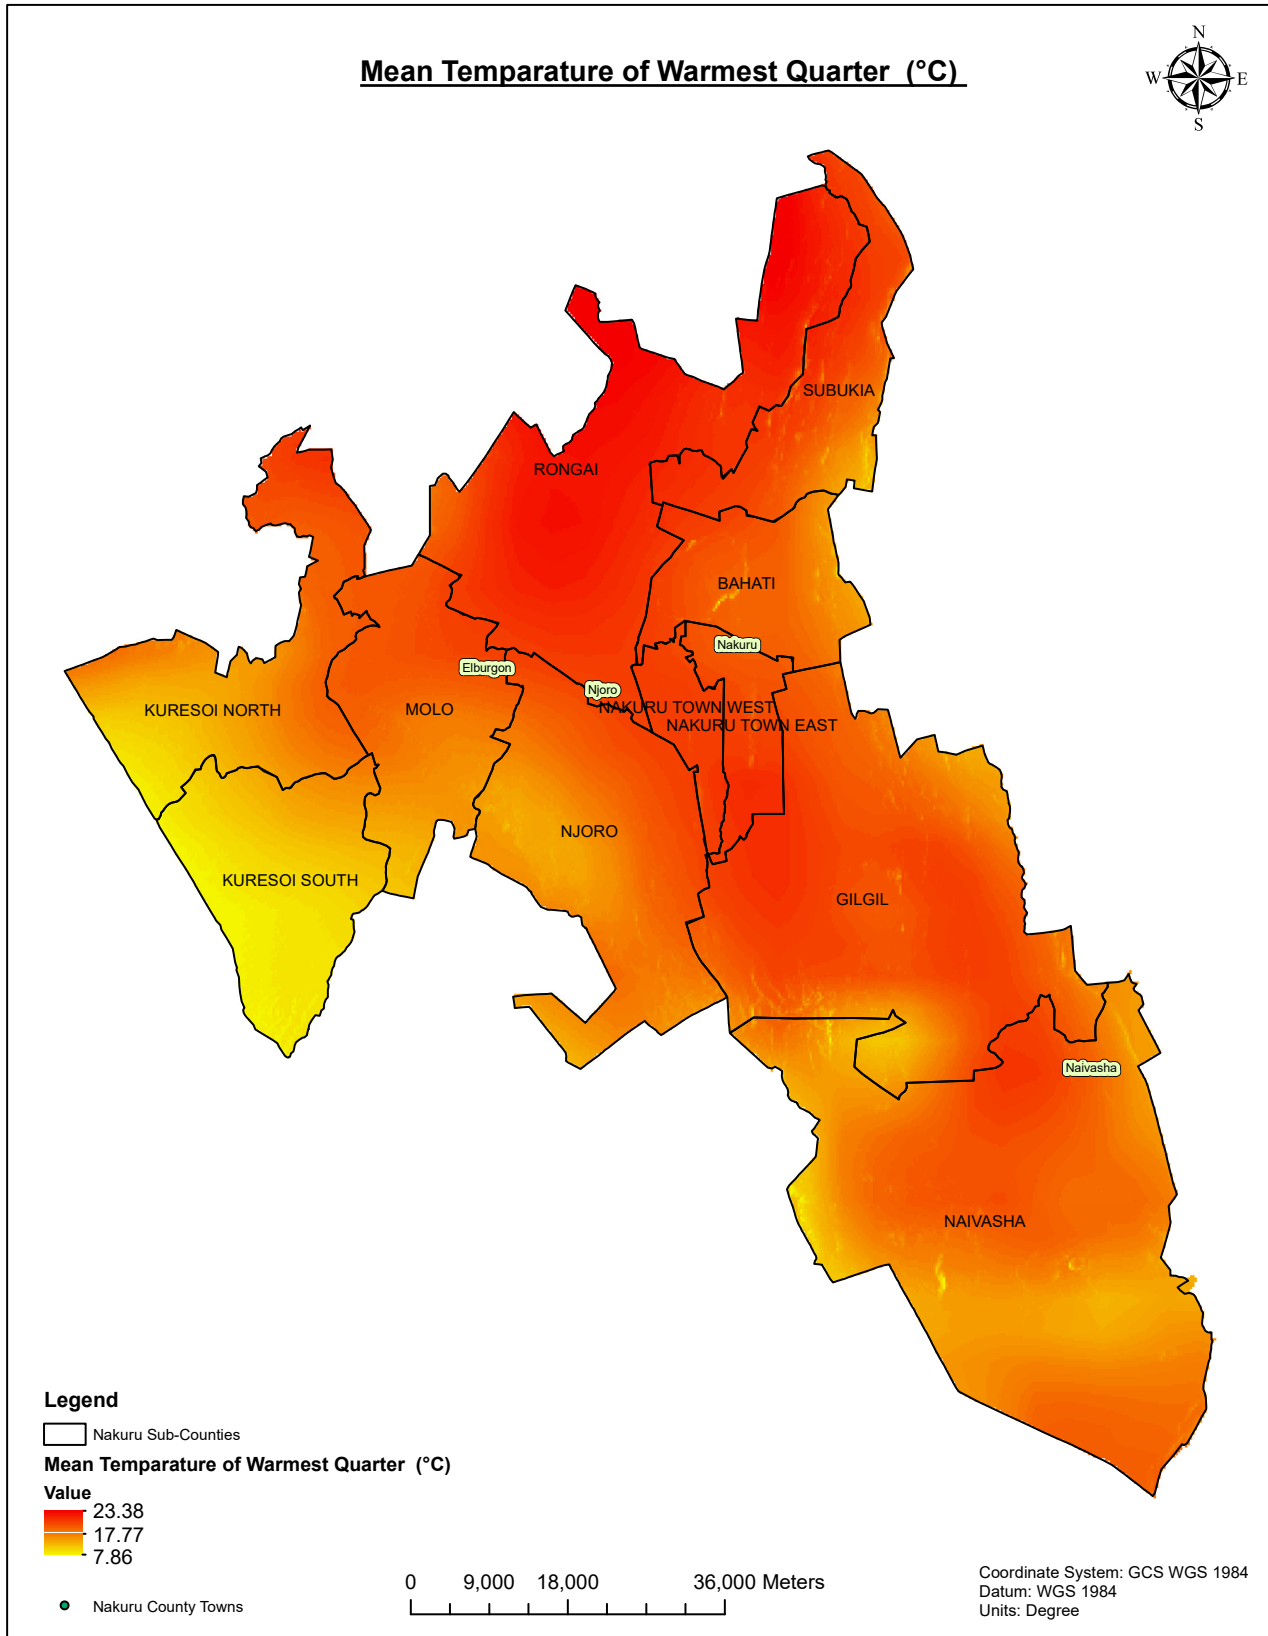 Mean Temparature of Warmest Quarter (°C)
N
W
E
S
SUBUKIA
RONGAI
BAHATI
Nakuru
Elburgon
Njoro
NAKURU TOWN WEST
KURESOI NORTH
MOLO
NAKURU TOWN EAST
NJORO
KURESOI SOUTH
GILGIL
Naivasha
NAIVASHA
Legend
Nakuru Sub-Counties
Mean Temparature of Warmest Quarter (°C)
Value
23.38
17.77
7.86
Nakuru County Towns
0 9,000 18,000 36,000 Meters
Coordinate System: GCS WGS 1984
Datum: WGS 1984
Units: Degree